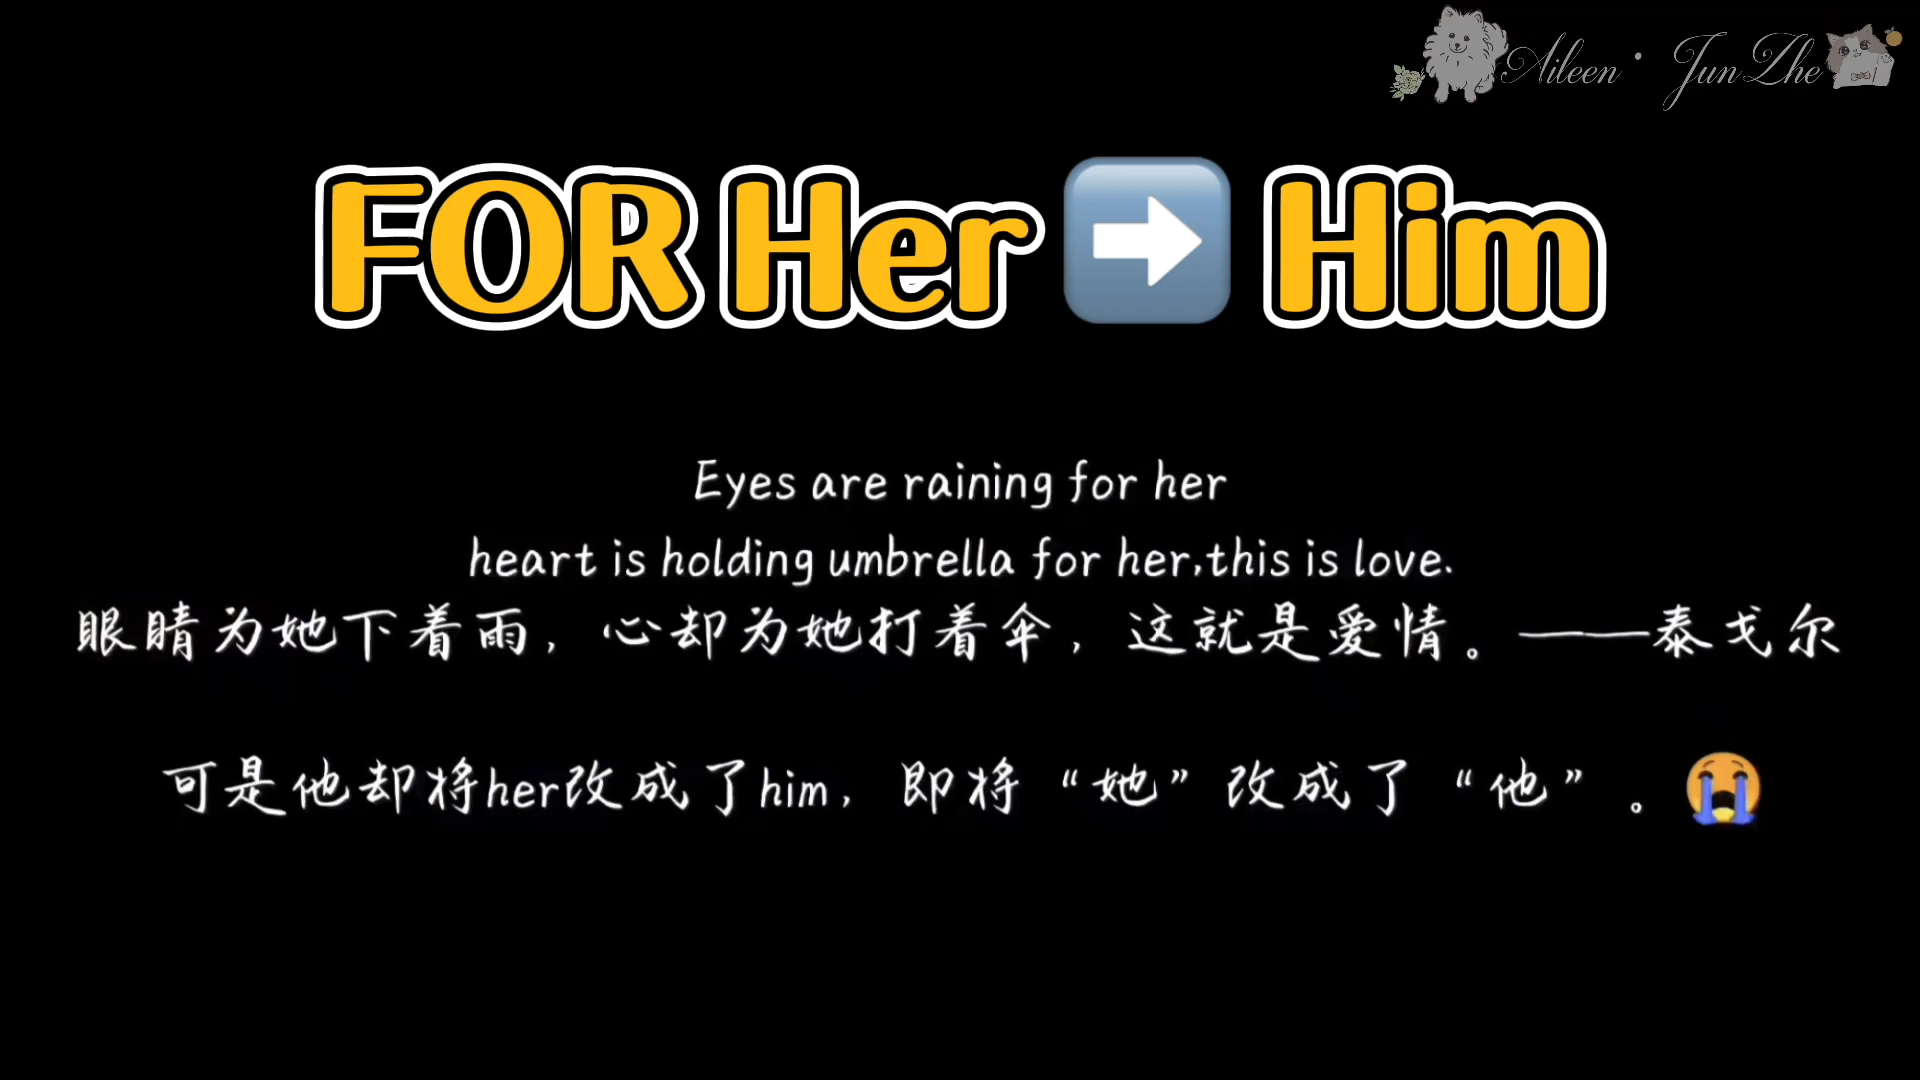 Aileen · JunZhe
FOR Her ➡️ Him
Eyes are raining for her
heart is holding umbrella for her,this is love.
眼睛为她下着雨，心却为她打着伞，这就是爱情。——泰戈尔
可是他却将her改成了him，即将“她”改成了“他”。😭